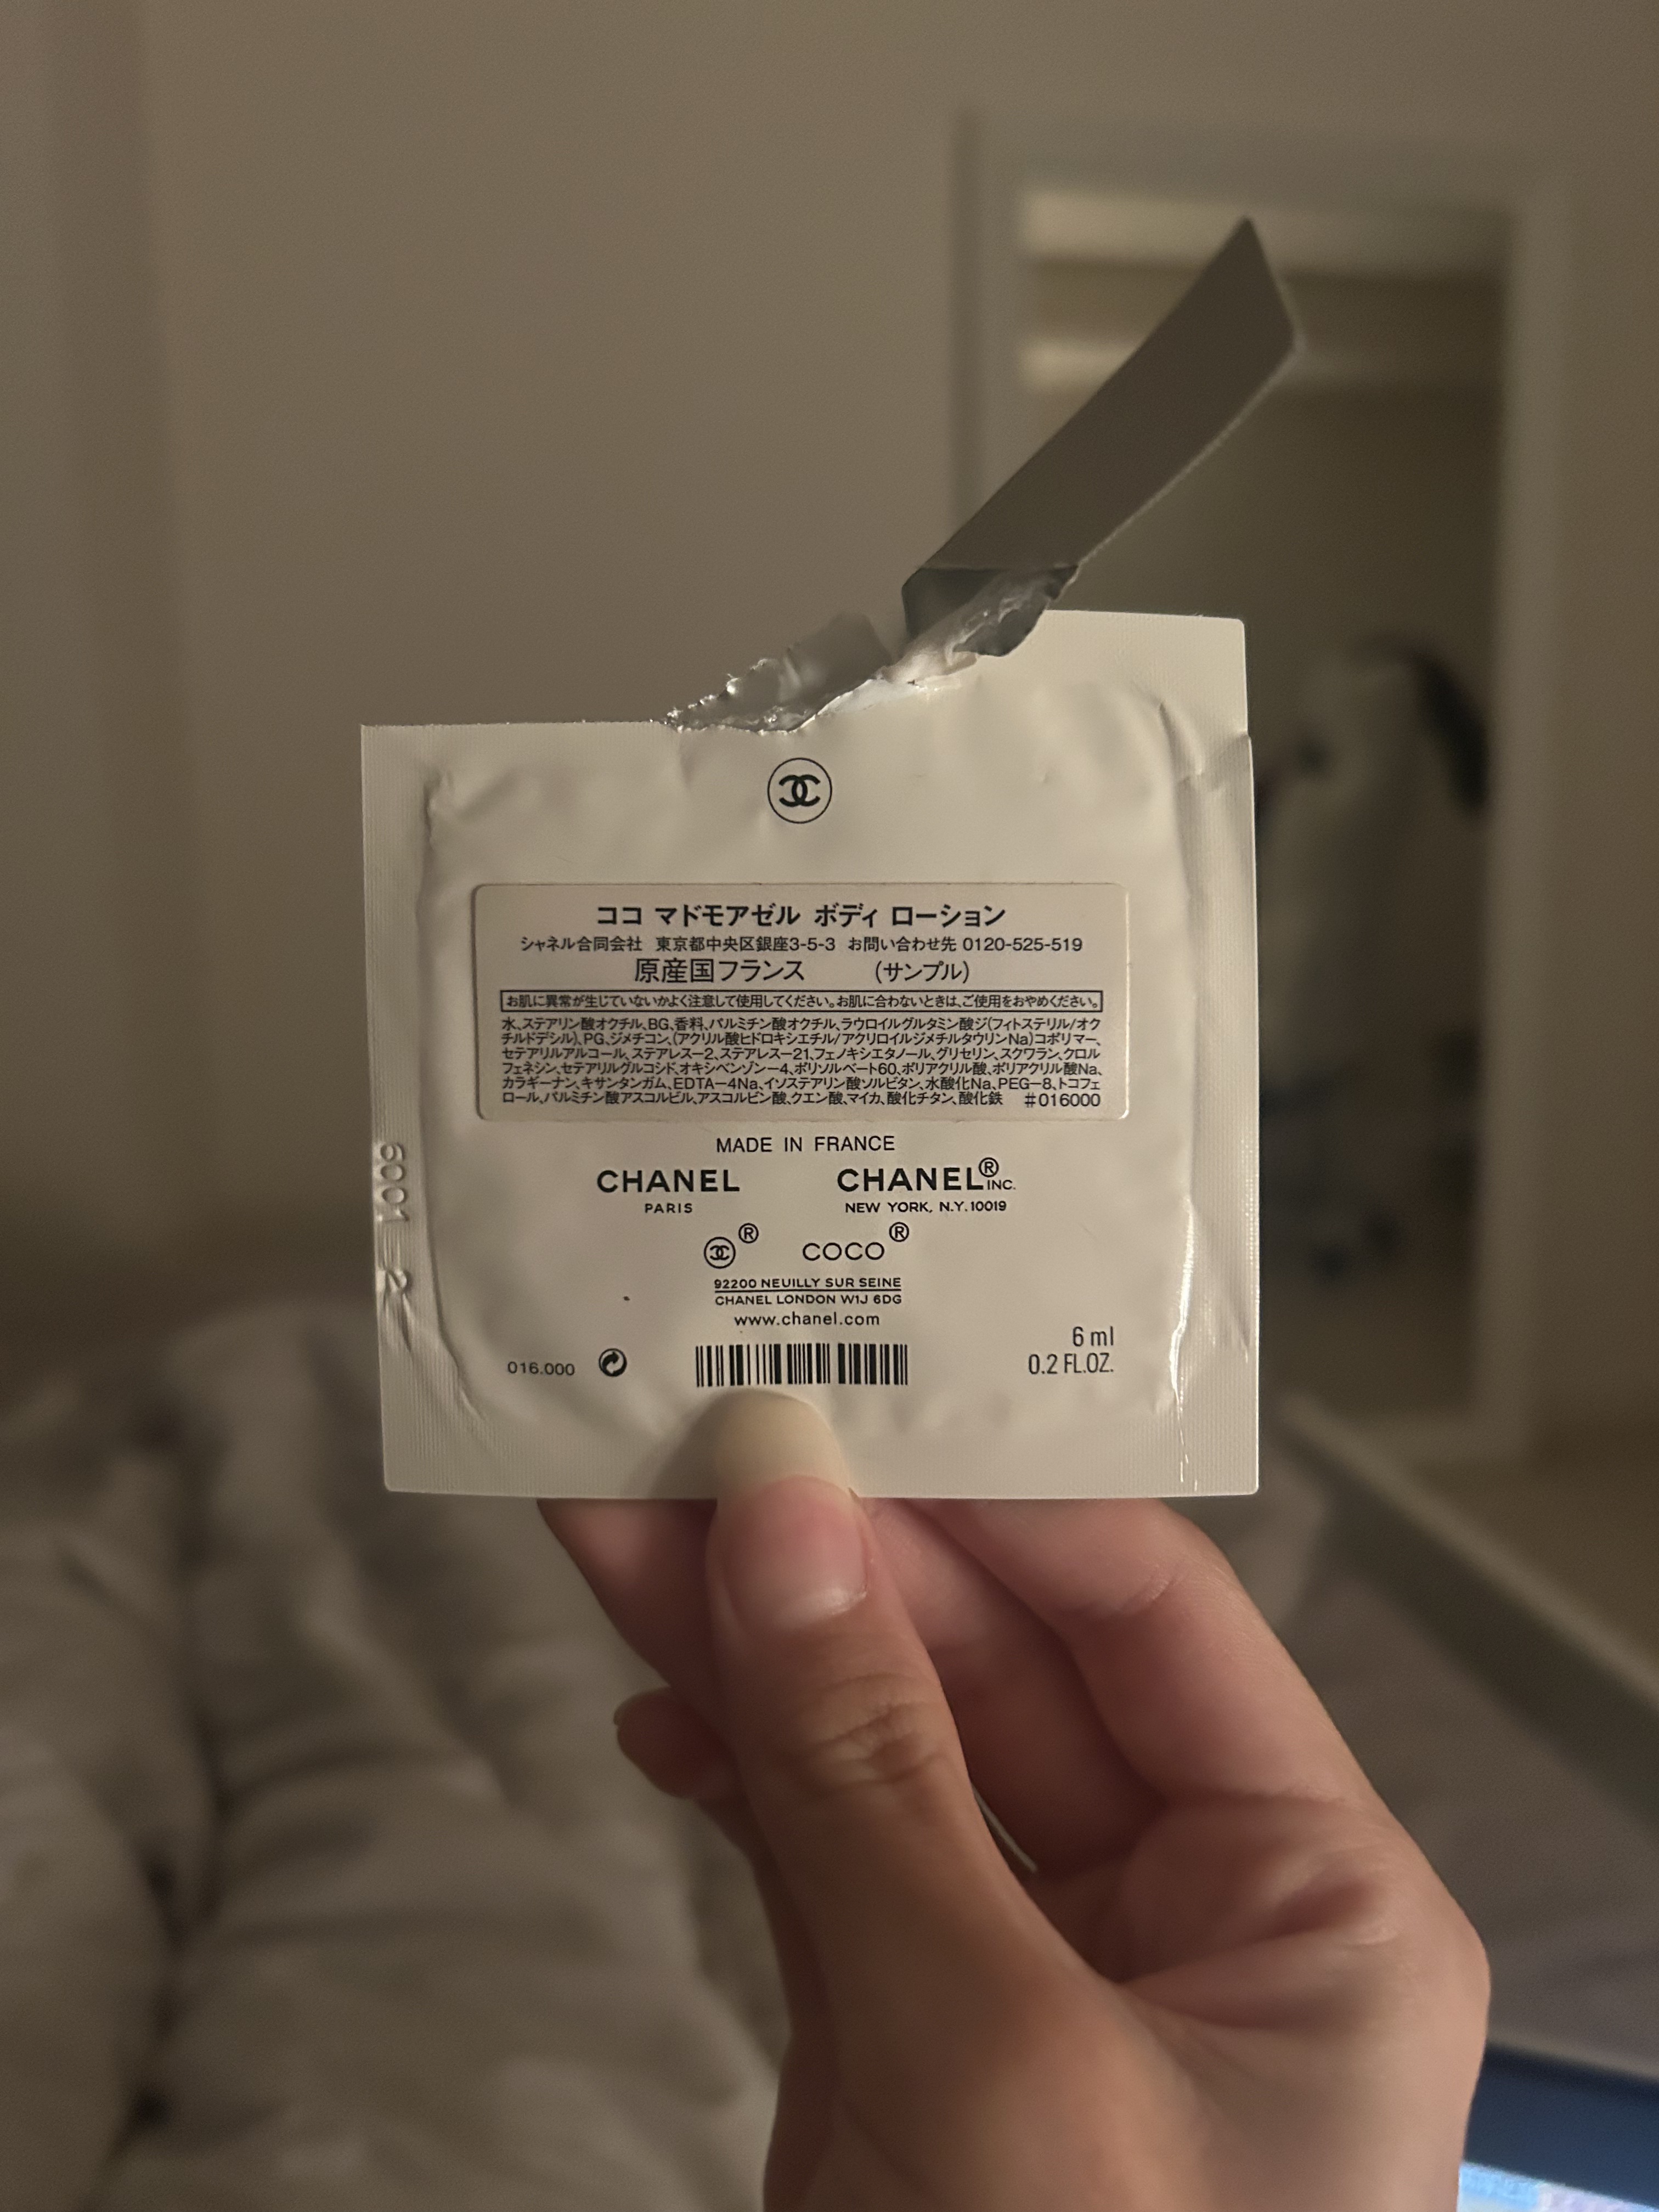 ココ マドモアゼル ボディ ローション
シャネル合同会社 東京都中央区銀座3-5-3 お問い合わせ先 0120-525-519
原産国フランス (サンプル)
お肌に異常が生じていないかよく注意して使用してください。お肌に合わないときは、ご使用をおやめください。
水、ステアリン酸オクチル、BG、香料、パルミチン酸オクチル、ラウロイルグルタミン酸ジ(フィトステリル/オク
チルドデシル)、PG、ジメチコン、(アクリル酸ヒドロキシエチル/アクリロイルジメチルタウリンNa)コポリマー、
セテアリルアルコール、ステアレス-2、ステアレス-21、フェノキシエタノール、グリセリン、スクワラン、クロル
フェネシン、セテアリルグルコシド、オキシベンゾン-4、ポリソルベート60、ポリアクリル酸、ポリアクリル酸Na、
カラギーナン、キサンタンガム、EDTA-4Na、イソステアリン酸ソルビタン、水酸化Na、PEG-8、トコフェ
ロール、パルミチン酸アスコルビル、アスコルビン酸、クエン酸、マイカ、酸化チタン、酸化鉄 #016000
MADE IN FRANCE
CHANEL CHANEL® INC.
PARIS NEW YORK, N.Y. 10019
® COCO®
92200 NEUILLY SUR SEINE
CHANEL LONDON W1J 6DG
www.chanel.com
016.000
6 ml
0.2 FL.OZ.